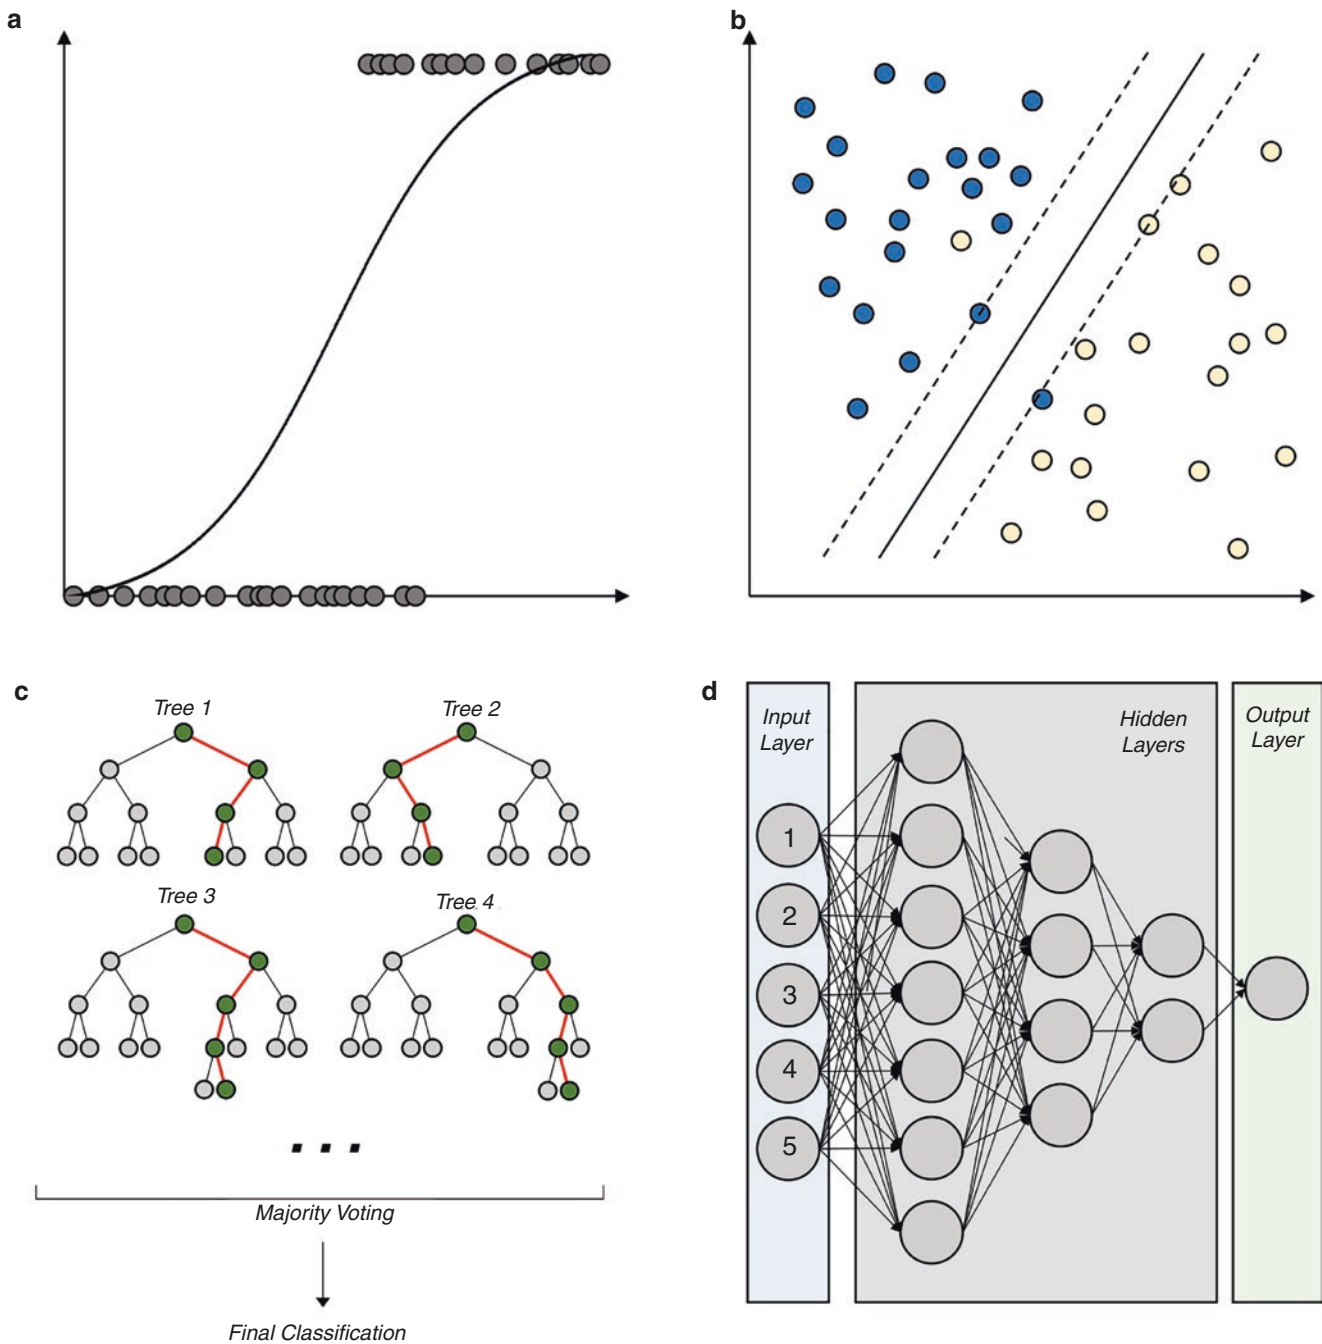 a
b
c
Tree 1
Tree 2
Tree 3
Tree 4
...
Majority Voting
Final Classification
d
Input
Layer
Hidden
Layers
Output
Layer
1
2
3
4
5